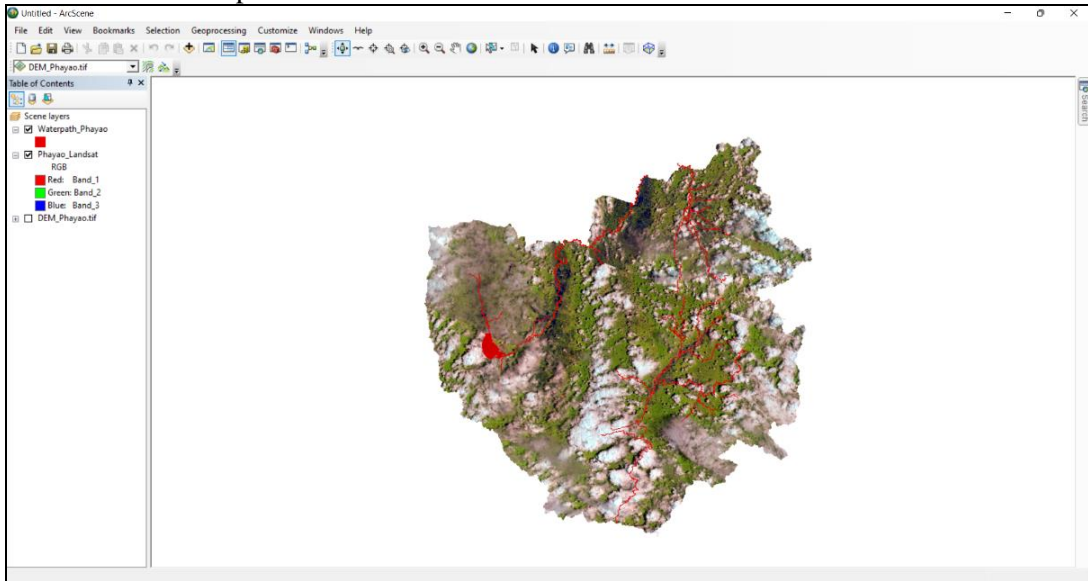 Untitled - ArcScene
File Edit View Bookmarks Selection Geoprocessing Customize Windows Help
DEM_Phayao.tif
Table of Contents
Scene layers
Waterpath_Phayao
Phayao_Landsat
RGB
Red: Band_1
Green: Band_2
Blue: Band_3
DEM_Phayao.tif
Search